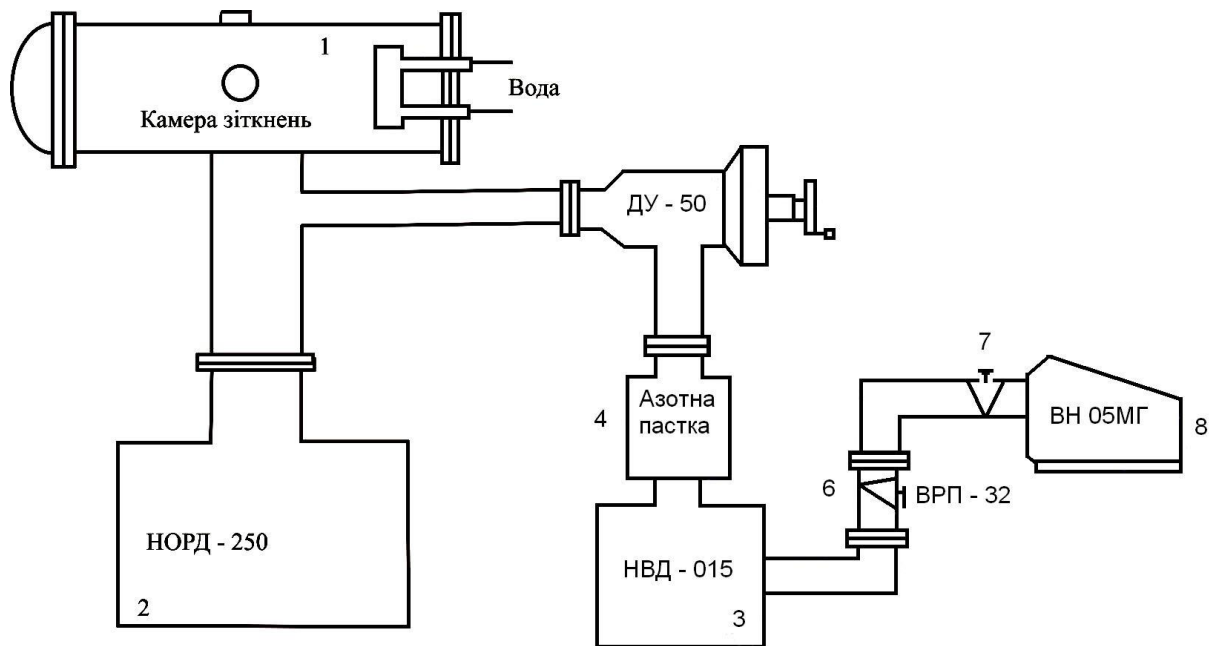 1
Вода
Камера зіткнень
ДУ - 50
7
4
Азотна
пастка
ВН 05МГ
8
6
ВРП - 32
НОРД - 250
НВД - 015
2
3